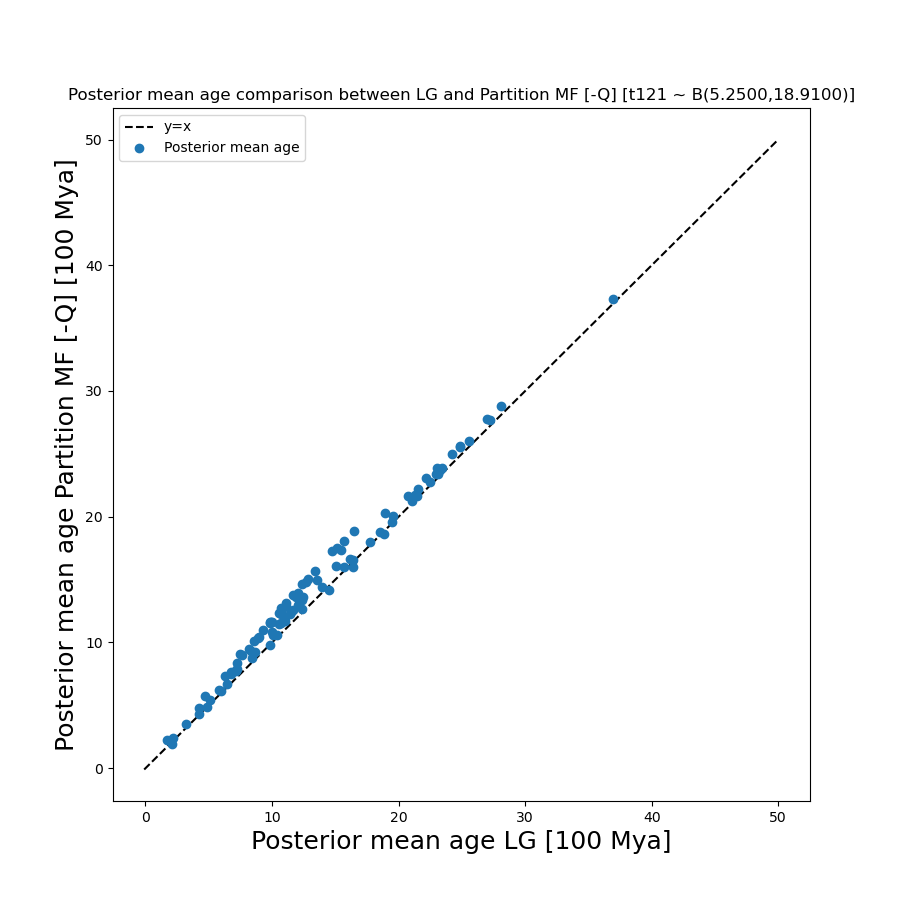 Posterior mean age comparison between LG and Partition MF [-Q] [t121 ~ B(5.2500,18.9100)]
y=x
Posterior mean age
50
40
30
20
10
0
Posterior mean age Partition MF [-Q] [100 Mya]
0 10 20 30 40 50
Posterior mean age LG [100 Mya]